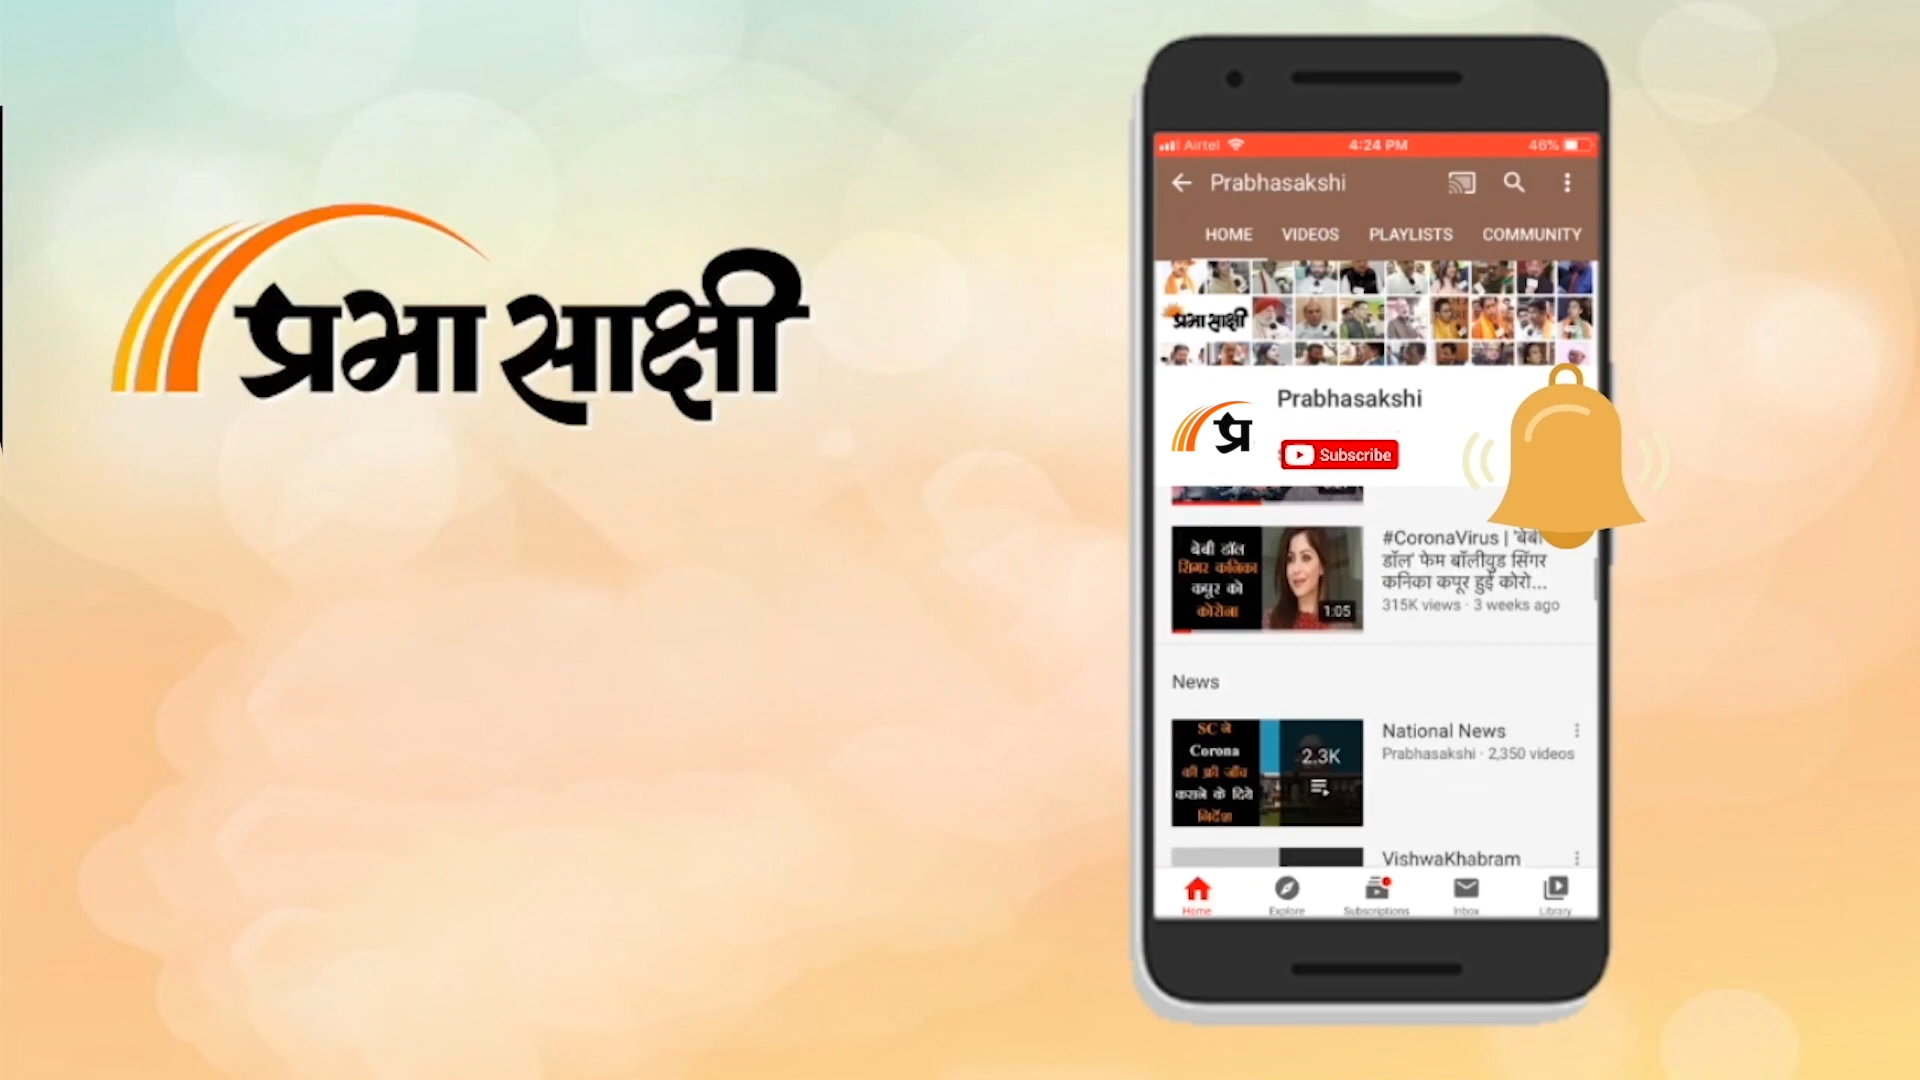 प्रभा साक्षी
Airtel 4:24 PM 46%
Prabhasakshi
HOME VIDEOS PLAYLISTS COMMUNITY
प्रभा साक्षी
Prabhasakshi
प्र
Subscribe
बेबी डॉल
सिंगर कनिका
कपूर को
कोरोना
1:05
#CoronaVirus | 'बेबी
डॉल' फेम बॉलीवुड सिंगर
कनिका कपूर हुई कोरो...
315K views · 3 weeks ago
News
SC ने
Corona
की फ्री जाँच
कराने के दिये
निर्देश
2.3K
National News
Prabhasakshi · 2,350 videos
VishwaKhabram
Home Explore Subscriptions Inbox Library